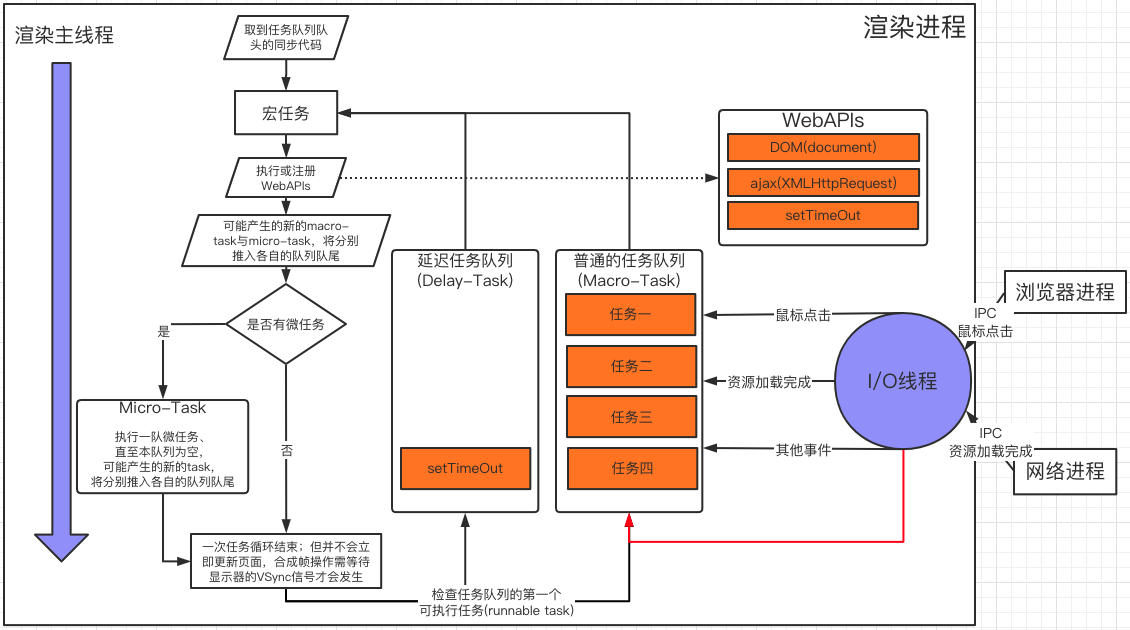 渲染主线程
取到任务队列队
头的同步代码
渲染进程
宏任务
执行或注册
WebAPIs
WebAPIs
DOM(document)
ajax(XMLHttpRequest)
setTimeOut
可能产生的新的macro-
task与micro-task，将分别
推入各自的队列队尾
延迟任务队列
(Delay-Task)
setTimeOut
普通的任务队列
(Macro-Task)
任务一
任务二
任务三
任务四
鼠标点击
资源加载完成
其他事件
I/O线程
浏览器进程
IPC
鼠标点击
IPC
资源加载完成
网络进程
是否有微任务
是
否
Micro-Task
执行一队微任务、
直至本队列为空，
可能产生的新的task，
将分别推入各自的队列队尾
一次任务循环结束；但并不会立
即更新页面，合成帧操作需等待
显示器的VSync信号才会发生
检查任务队列的第一个
可执行任务(runnable task)